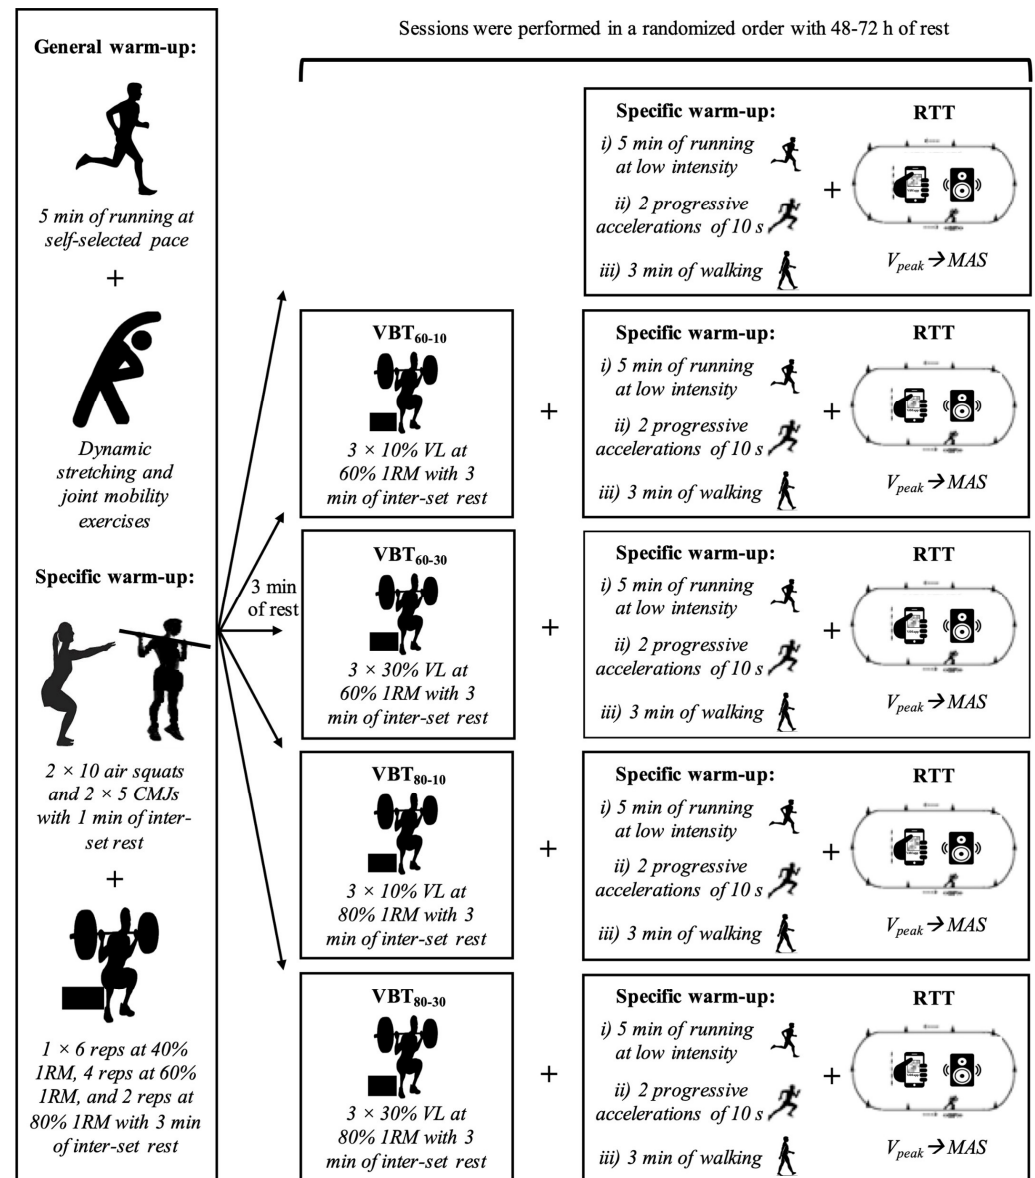 General warm-up:
5 min of running at
self-selected pace
+
Dynamic
stretching and
joint mobility
exercises
Specific warm-up:
2 × 10 air squats
and 2 × 5 CMJs
with 1 min of inter-
set rest
+
1 × 6 reps at 40%
1RM, 4 reps at 60%
1RM, and 2 reps at
80% 1RM with 3 min
of inter-set rest
3 min
of rest
Sessions were performed in a randomized order with 48-72 h of rest
Specific warm-up:
i) 5 min of running
at low intensity
ii) 2 progressive
accelerations of 10 s
iii) 3 min of walking
+
RTT
Vpeak → MAS
VBT60-10
3 × 10% VL at
60% 1RM with 3
min of inter-set rest
+
Specific warm-up:
i) 5 min of running
at low intensity
ii) 2 progressive
accelerations of 10 s
iii) 3 min of walking
+
RTT
Vpeak → MAS
VBT60-30
3 × 30% VL at
60% 1RM with 3
min of inter-set rest
+
Specific warm-up:
i) 5 min of running
at low intensity
ii) 2 progressive
accelerations of 10 s
iii) 3 min of walking
+
RTT
Vpeak → MAS
VBT80-10
3 × 10% VL at
80% 1RM with 3
min of inter-set rest
+
Specific warm-up:
i) 5 min of running
at low intensity
ii) 2 progressive
accelerations of 10 s
iii) 3 min of walking
+
RTT
Vpeak → MAS
VBT80-30
3 × 30% VL at
80% 1RM with 3
min of inter-set rest
+
Specific warm-up:
i) 5 min of running
at low intensity
ii) 2 progressive
accelerations of 10 s
iii) 3 min of walking
+
RTT
Vpeak → MAS